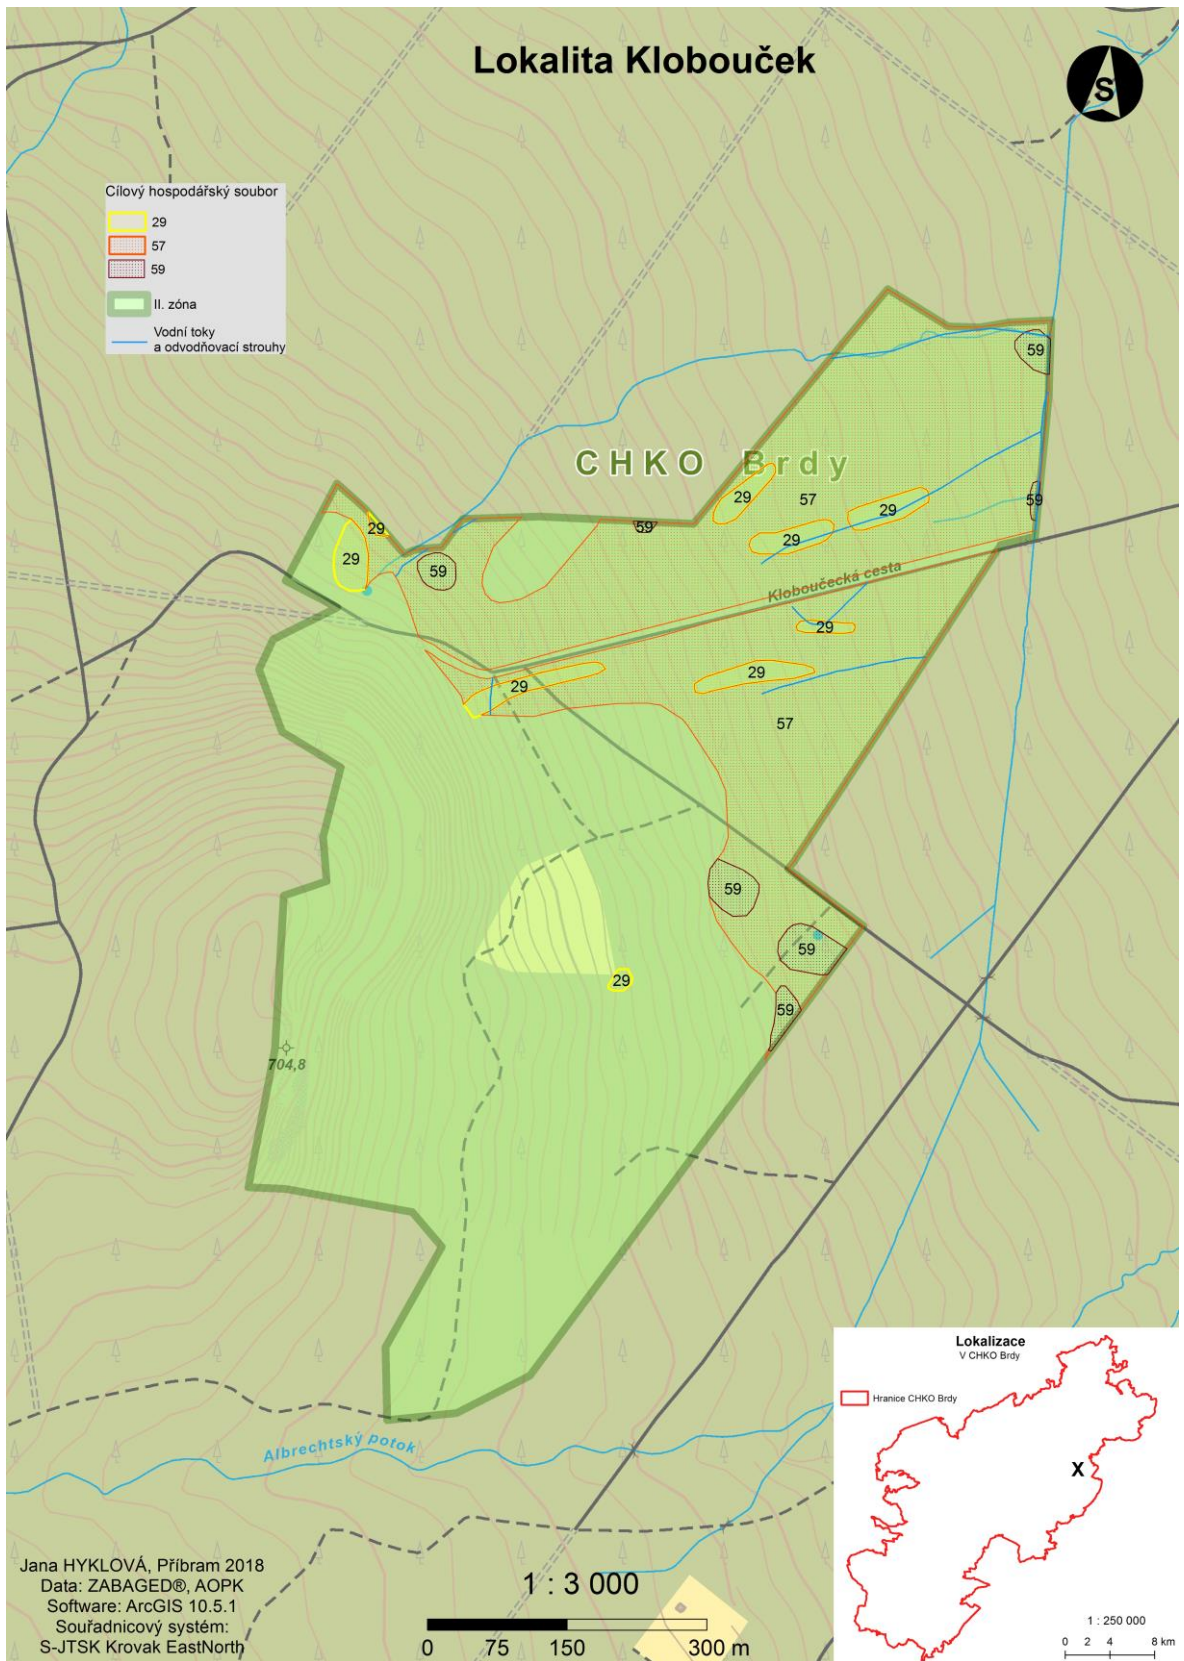 Lokalita Klobouček
S
Cílový hospodářský soubor
29
57
59
II. zóna
Vodní toky
a odvodňovací strouhy
59
CHKO Brdy
29
57
29
59
29
59
29
29
59
29
Kloboučecká cesta
29
29
29
57
59
59
29
59
704,8
Albrechtský potok
Lokalizace
V CHKO Brdy
Hranice CHKO Brdy
X
1 : 250 000
0 2 4 8 km
Jana HYKLOVÁ, Příbram 2018
Data: ZABAGED®, AOPK
Software: ArcGIS 10.5.1
Souřadnicový systém:
S-JTSK Krovak EastNorth
1 : 3 000
0 75 150 300 m